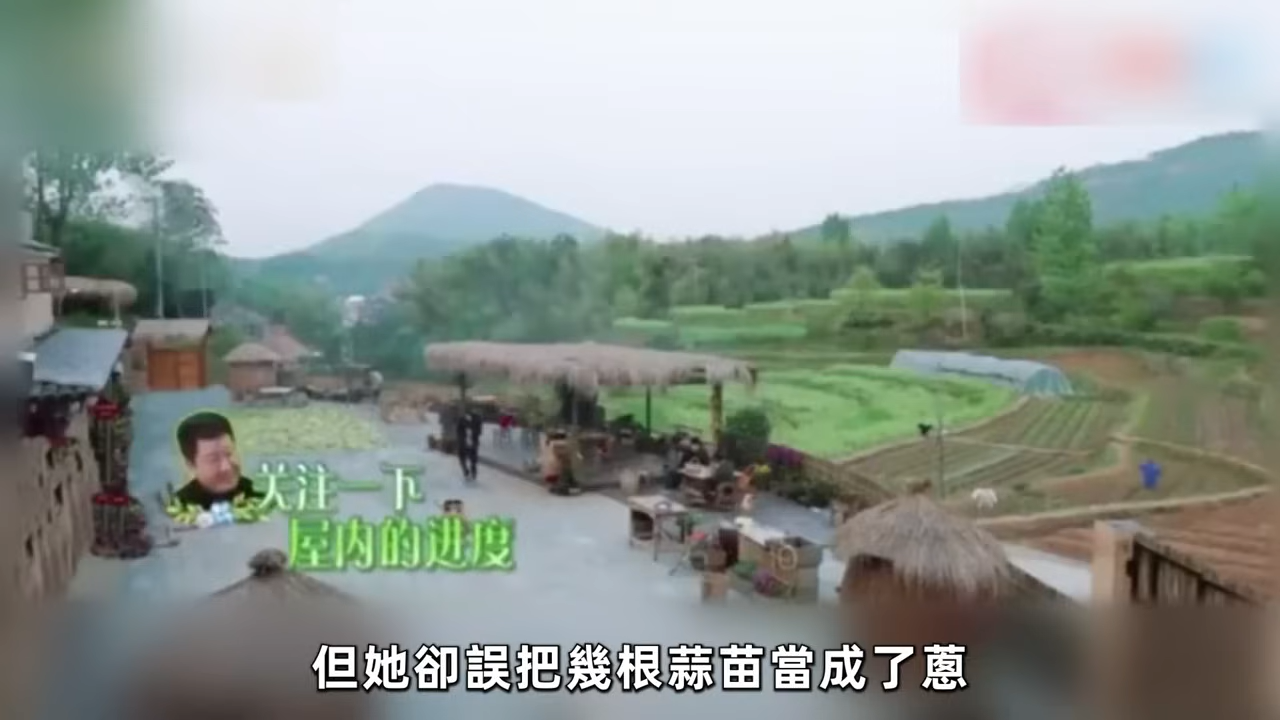 关注一下
屋内的进度
但她卻誤把幾根蒜苗當成了蔥